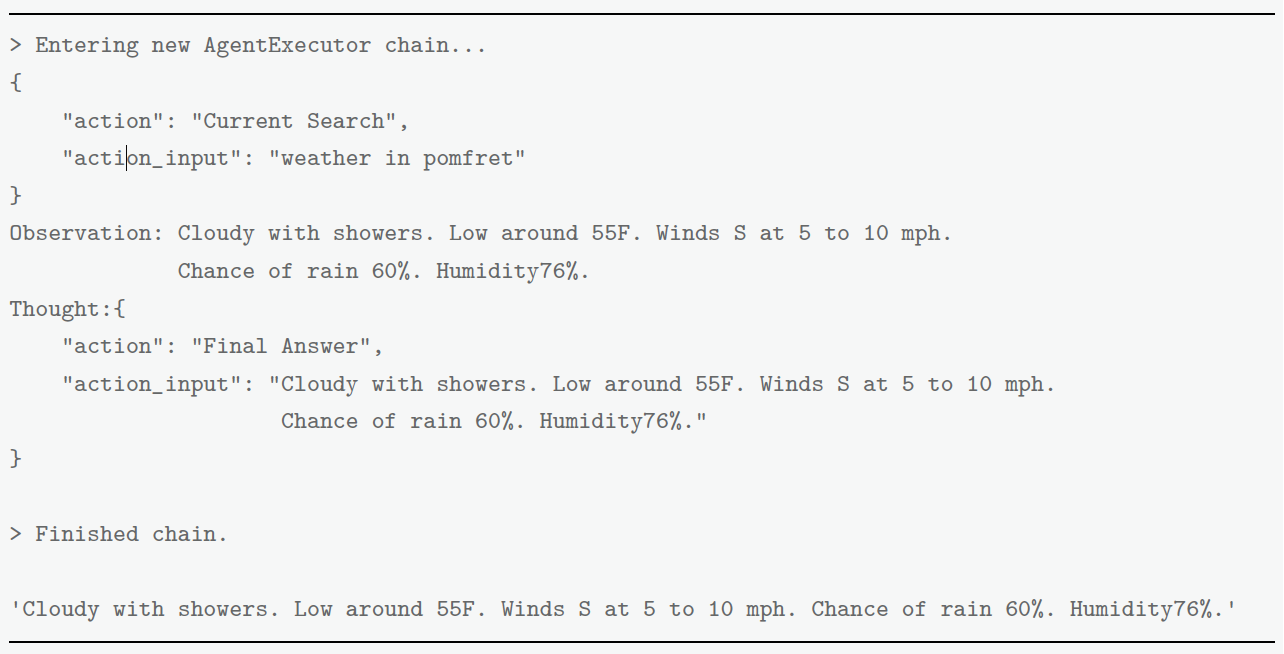 > Entering new AgentExecutor chain...
{
    "action": "Current Search",
    "action_input": "weather in pomfret"
}
Observation: Cloudy with showers. Low around 55F. Winds S at 5 to 10 mph.
             Chance of rain 60%. Humidity76%.
Thought:{
    "action": "Final Answer",
    "action_input": "Cloudy with showers. Low around 55F. Winds S at 5 to 10 mph.
                     Chance of rain 60%. Humidity76%."
}
> Finished chain.
'Cloudy with showers. Low around 55F. Winds S at 5 to 10 mph. Chance of rain 60%. Humidity76%.'